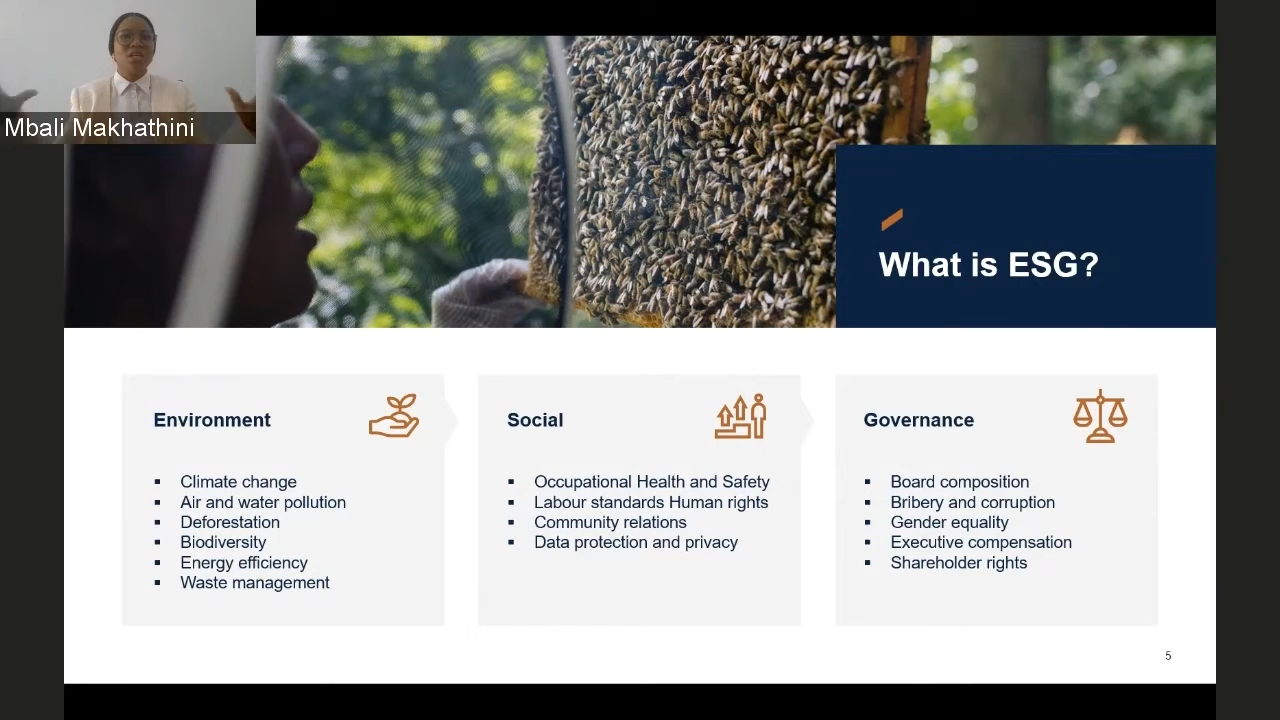 Mbali Makhathini
What is ESG?
Environment
▪ Climate change
▪ Air and water pollution
▪ Deforestation
▪ Biodiversity
▪ Energy efficiency
▪ Waste management
Social
▪ Occupational Health and Safety
▪ Labour standards Human rights
▪ Community relations
▪ Data protection and privacy
Governance
▪ Board composition
▪ Bribery and corruption
▪ Gender equality
▪ Executive compensation
▪ Shareholder rights
5